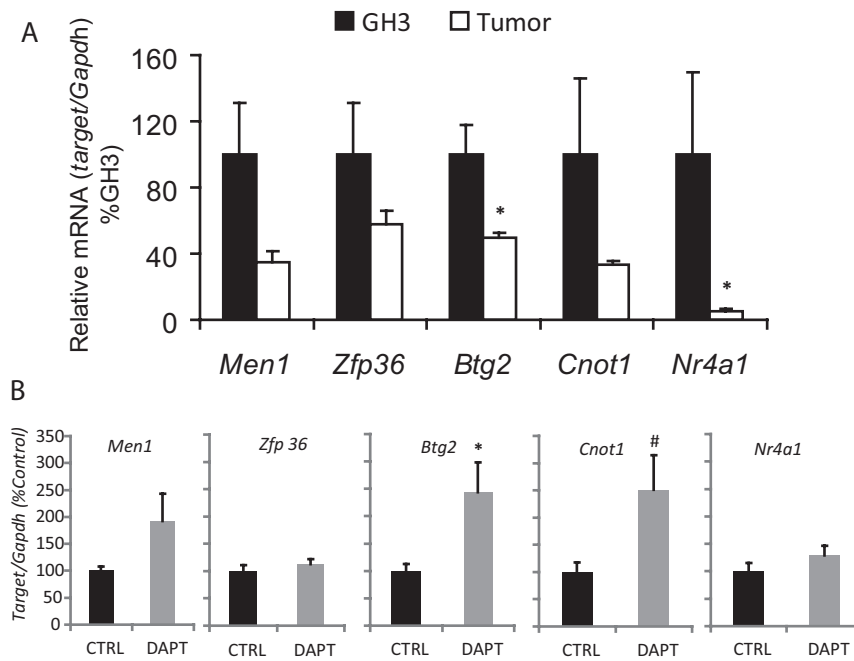 A
GH3 Tumor
Relative mRNA (target/Gapdh)
%GH3
160
120
80
40
0
*
*
Men1 Zfp36 Btg2 Cnot1 Nr4a1
B
Target/Gapdh (%Control)
350
300
250
200
150
100
50
0
Men1 Zfp 36 Btg2 * Cnot1 # Nr4a1
CTRL DAPT CTRL DAPT CTRL DAPT CTRL DAPT CTRL DAPT